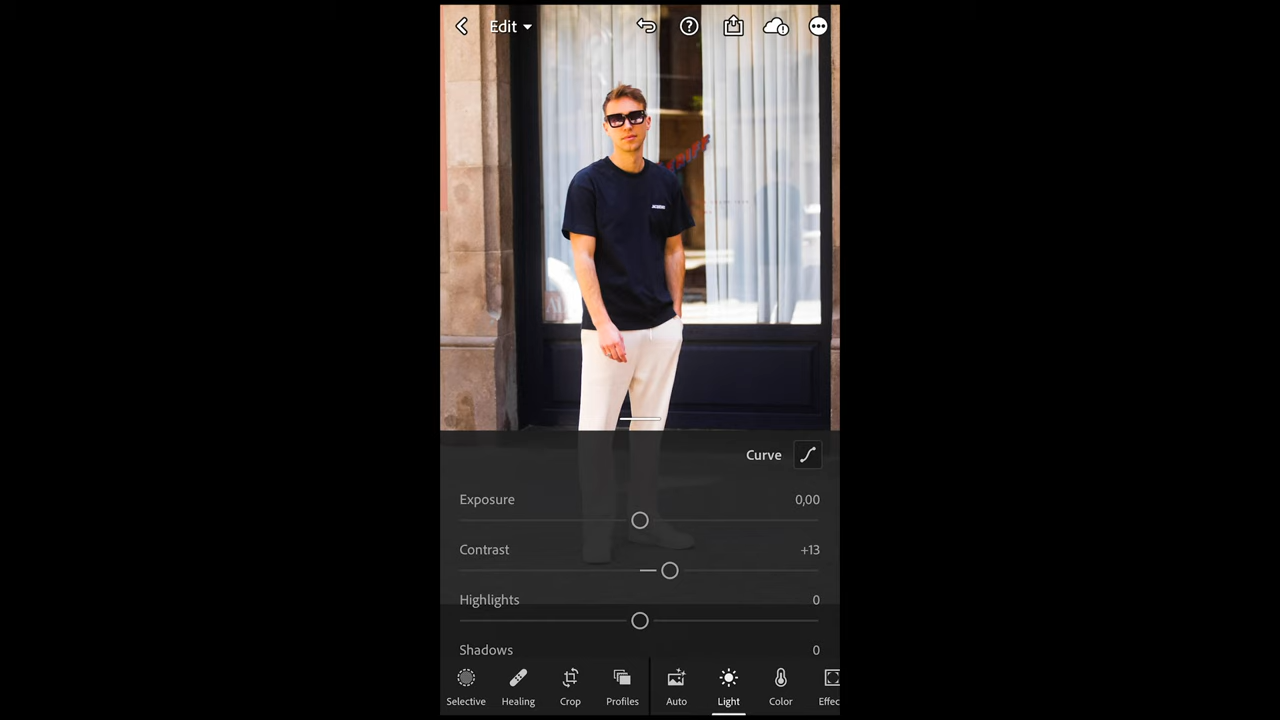 Edit
Curve
Exposure 0,00
Contrast +13
Highlights 0
Shadows 0
Selective Healing Crop Profiles Auto Light Color Effec